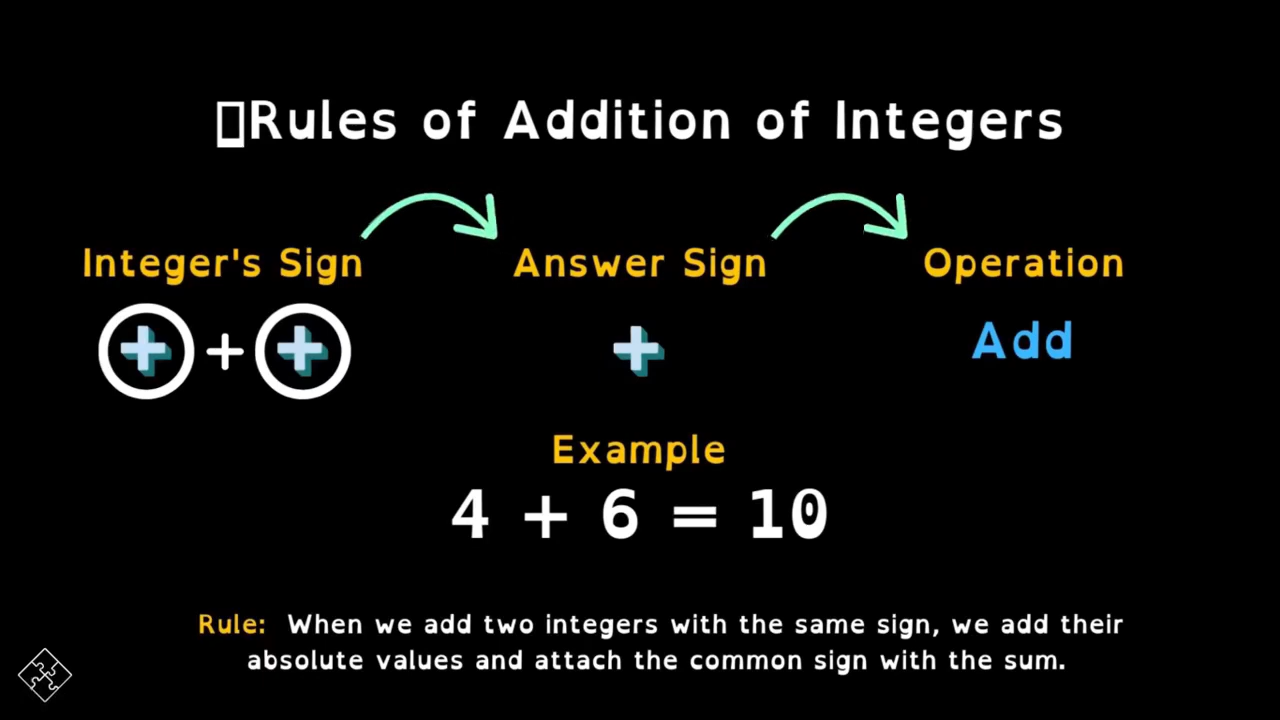 Rules of Addition of Integers
Integer's Sign
Answer Sign
Operation
+ + +
+
Add
Example
4 + 6 = 10
Rule: When we add two integers with the same sign, we add their
absolute values and attach the common sign with the sum.